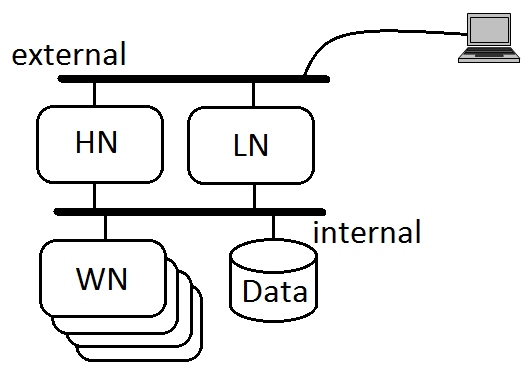 external
HN
LN
internal
WN
Data